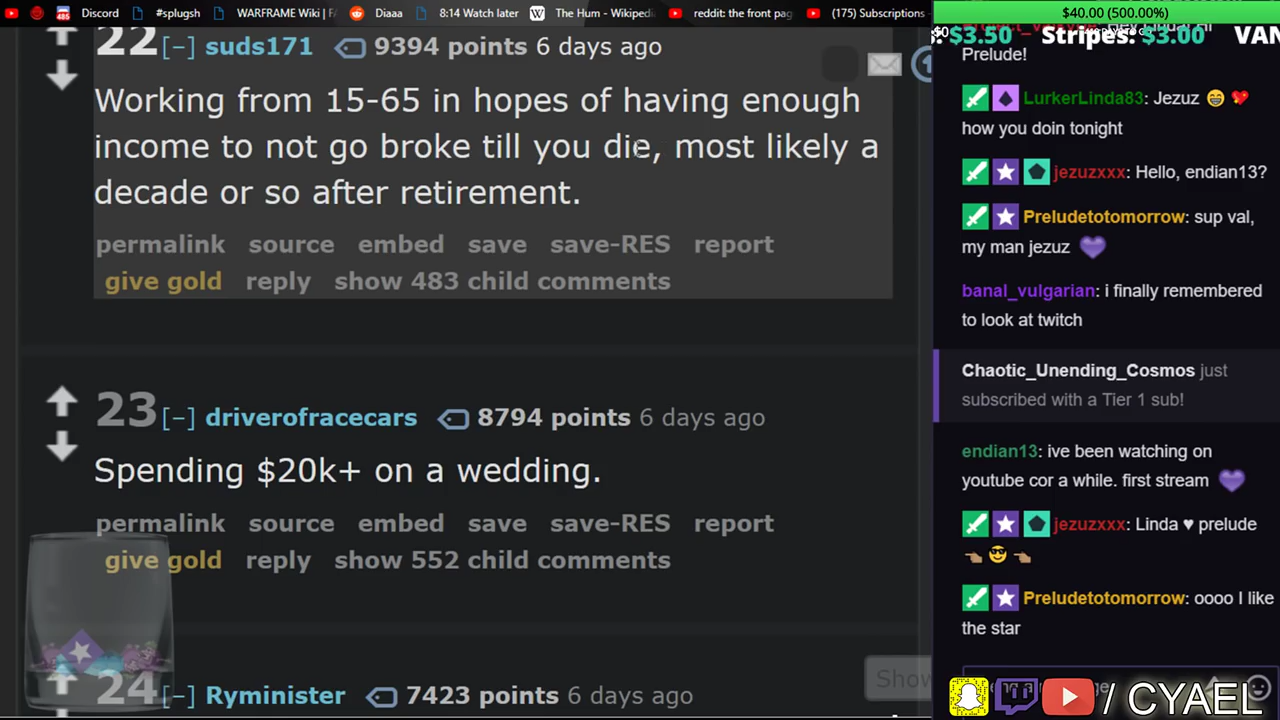 Discord
#splugsh
WARFRAME Wiki | F
Diaaa
8:14 Watch later
The Hum - Wikiped
reddit: the front pag
(175) Subscriptions -
$40.00 (500.00%)
$3.50 Stripes: $3.00 VAN
22 [–] suds171 9394 points 6 days ago
Working from 15-65 in hopes of having enough
income to not go broke till you die, most likely a
decade or so after retirement.
permalink source embed save save-RES report
give gold reply show 483 child comments
23 [–] driverofracecars 8794 points 6 days ago
Spending $20k+ on a wedding.
permalink source embed save save-RES report
give gold reply show 552 child comments
24 [–] Ryminister 7423 points 6 days ago
Show
Prelude!
LurkerLinda83: Jezuz
how you doin tonight
jezuzxxx: Hello, endian13?
Preludetotomorrow: sup val,
my man jezuz
banal_vulgarian: i finally remembered
to look at twitch
Chaotic_Unending_Cosmos just
subscribed with a Tier 1 sub!
endian13: ive been watching on
youtube cor a while. first stream
jezuzxxx: Linda ♥ prelude
Preludetotomorrow: oooo I like
the star
/ CYAEL